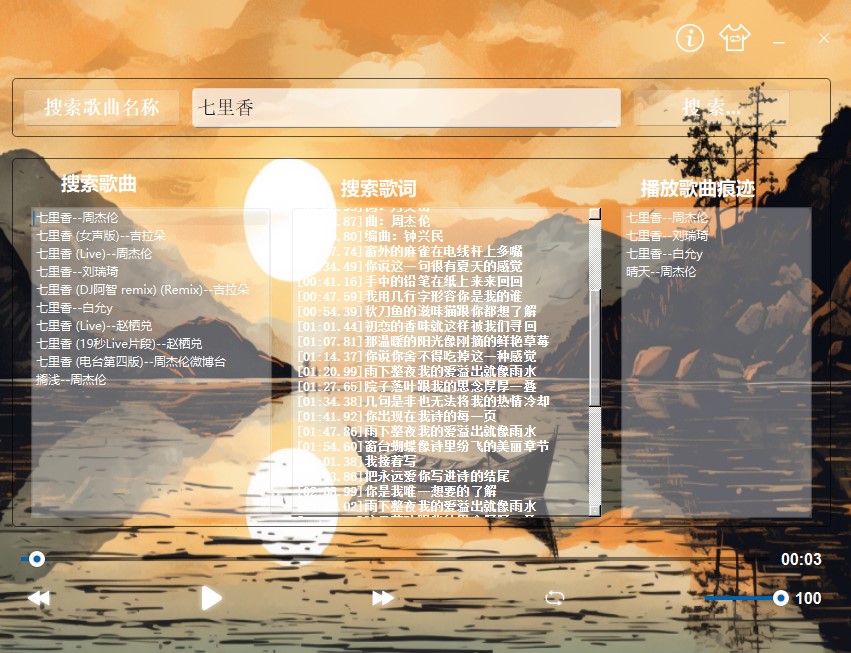 搜索歌曲名称
七里香
搜 索...
搜索歌曲
七里香--周杰伦
七里香 (女声版)--吉拉朵
七里香 (Live)--周杰伦
七里香--刘瑞琦
七里香 (DJ阿智 remix) (Remix)--吉拉朵
七里香--白允y
七里香 (Live)--赵栖兑
七里香 (19秒Live片段)--赵栖兑
七里香 (电台第四版)--周杰伦微博台
搁浅--周杰伦
搜索歌词
.87]曲：周杰伦
.80]编曲：钟兴民
.74]窗外的麻雀在电线杆上多嘴
34.49]你说这一句很有夏天的感觉
[00:41.16]手中的铅笔在纸上来来回回
[00:47.59]我用几行字形容你是我的谁
[00:54.39]秋刀鱼的滋味猫跟你都想了解
[01:01.44]初恋的香味就这样被我们寻回
[01:07.81]那温暖的阳光像刚摘的鲜艳草莓
[01:14.37]你说你舍不得吃掉这一种感觉
[01:20.99]雨下整夜我的爱溢出就像雨水
[01:27.65]院子落叶跟我的思念厚厚一叠
[01:34.38]几句是非也无法将我的热情冷却
[01:41.92]你出现在我诗的每一页
[01:47.86]雨下整夜我的爱溢出就像雨水
[01:54.60]窗台蝴蝶像诗里纷飞的美丽章节
01.38]我接着写
.86]把永远爱你写进诗的结尾
.99]你是我唯一想要的了解
02]雨下整夜我的爱溢出就像雨水
播放歌曲痕迹
七里香--周杰伦
七里香--刘瑞琦
七里香--白允y
晴天--周杰伦
00:03
100